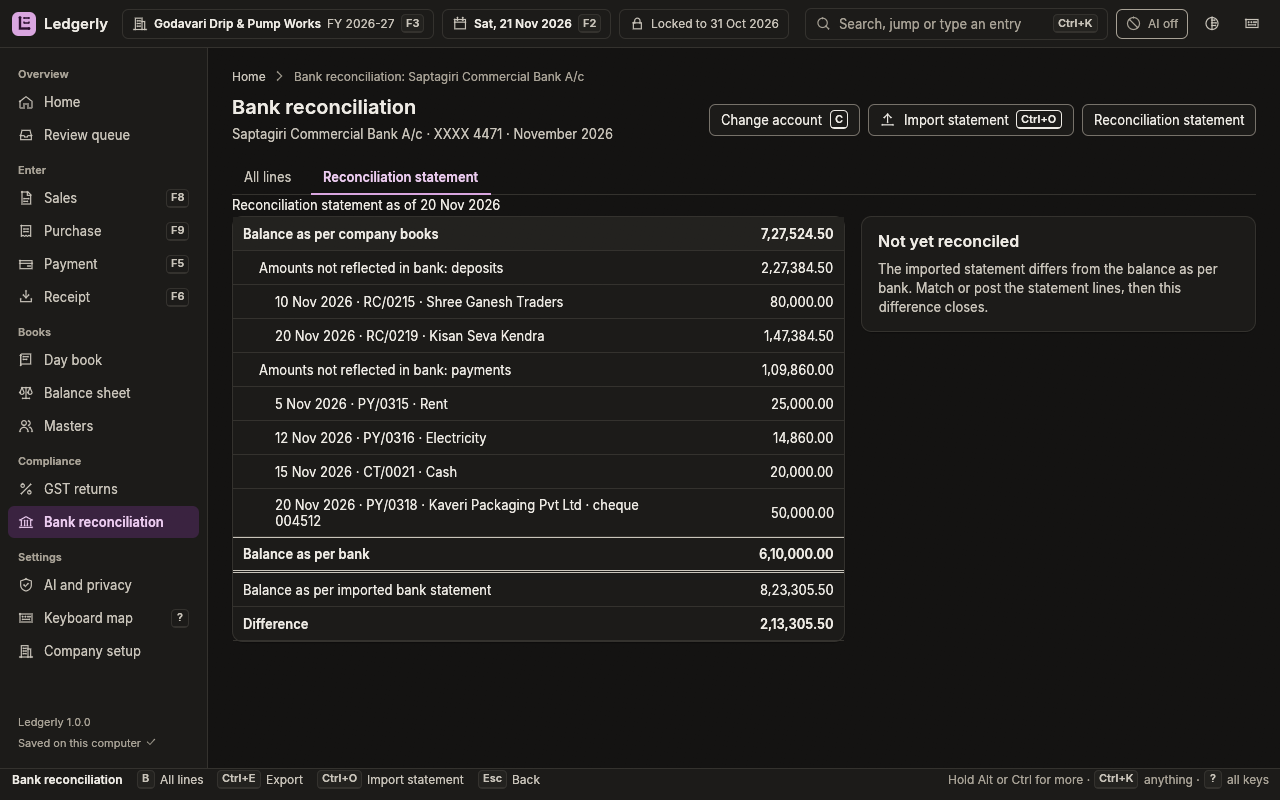 Ledgerly
Godavari Drip & Pump Works FY 2026-27 F3
Sat, 21 Nov 2026 F2
Locked to 31 Oct 2026
Search, jump or type an entry Ctrl+K
AI off
Overview
Home
Review queue
Enter
Sales F8
Purchase F9
Payment F5
Receipt F6
Books
Day book
Balance sheet
Masters
Compliance
GST returns
Bank reconciliation
Settings
AI and privacy
Keyboard map ?
Company setup
Ledgerly 1.0.0
Saved on this computer
Home > Bank reconciliation: Saptagiri Commercial Bank A/c
Bank reconciliation
Saptagiri Commercial Bank A/c · XXXX 4471 · November 2026
Change account C
Import statement Ctrl+O
Reconciliation statement
All lines
Reconciliation statement
Reconciliation statement as of 20 Nov 2026
Balance as per company books 7,27,524.50
Amounts not reflected in bank: deposits 2,27,384.50
10 Nov 2026 · RC/0215 · Shree Ganesh Traders 80,000.00
20 Nov 2026 · RC/0219 · Kisan Seva Kendra 1,47,384.50
Amounts not reflected in bank: payments 1,09,860.00
5 Nov 2026 · PY/0315 · Rent 25,000.00
12 Nov 2026 · PY/0316 · Electricity 14,860.00
15 Nov 2026 · CT/0021 · Cash 20,000.00
20 Nov 2026 · PY/0318 · Kaveri Packaging Pvt Ltd · cheque
004512 50,000.00
Balance as per bank 6,10,000.00
Balance as per imported bank statement 8,23,305.50
Difference 2,13,305.50
Not yet reconciled
The imported statement differs from the balance as per
bank. Match or post the statement lines, then this
difference closes.
Bank reconciliation B All lines Ctrl+E Export Ctrl+O Import statement Esc Back
Hold Alt or Ctrl for more · Ctrl+K anything · ? all keys